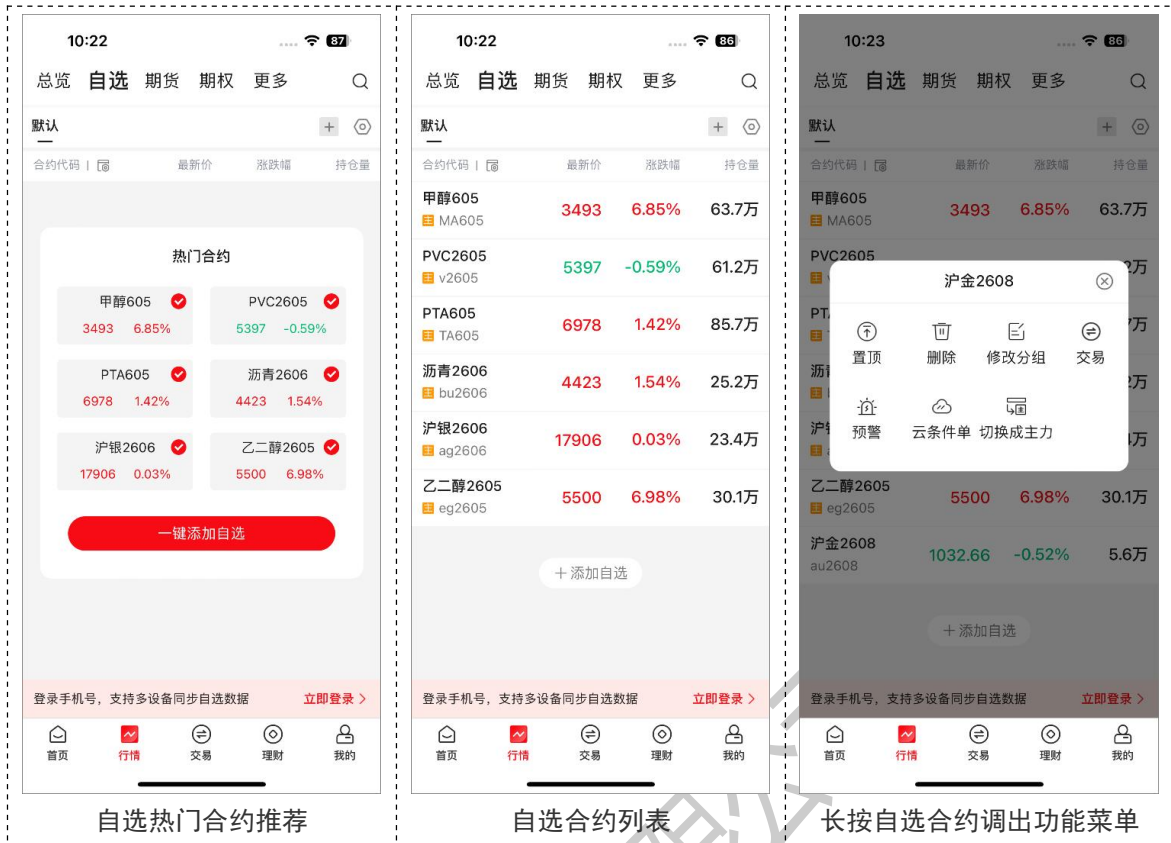 10:22
87
总览 自选 期货 期权 更多
默认
合约代码 | 最新价 涨跌幅 持仓量
热门合约
甲醇605 PVC2605
3493 6.85% 5397 -0.59%
PTA605 沥青2606
6978 1.42% 4423 1.54%
沪银2606 乙二醇2605
17906 0.03% 5500 6.98%
一键添加自选
登录手机号，支持多设备同步自选数据 立即登录 >
首页 行情 交易 理财 我的
自选热门合约推荐
10:22
86
总览 自选 期货 期权 更多
默认
合约代码 | 最新价 涨跌幅 持仓量
甲醇605
主 MA605 3493 6.85% 63.7万
PVC2605
主 v2605 5397 -0.59% 61.2万
PTA605
主 TA605 6978 1.42% 85.7万
沥青2606
主 bu2606 4423 1.54% 25.2万
沪银2606
主 ag2606 17906 0.03% 23.4万
乙二醇2605
主 eg2605 5500 6.98% 30.1万
+ 添加自选
登录手机号，支持多设备同步自选数据 立即登录 >
首页 行情 交易 理财 我的
自选合约列表
10:23
86
总览 自选 期货 期权 更多
默认
合约代码 | 最新价 涨跌幅 持仓量
甲醇605
主 MA605 3493 6.85% 63.7万
PVC2605
沪金2608
置顶 删除 修改分组 交易
预警 云条件单 切换成主力
乙二醇2605
主 eg2605 5500 6.98% 30.1万
沪金2608
au2608 1032.66 -0.52% 5.6万
+ 添加自选
登录手机号，支持多设备同步自选数据 立即登录 >
首页 行情 交易 理财 我的
长按自选合约调出功能菜单